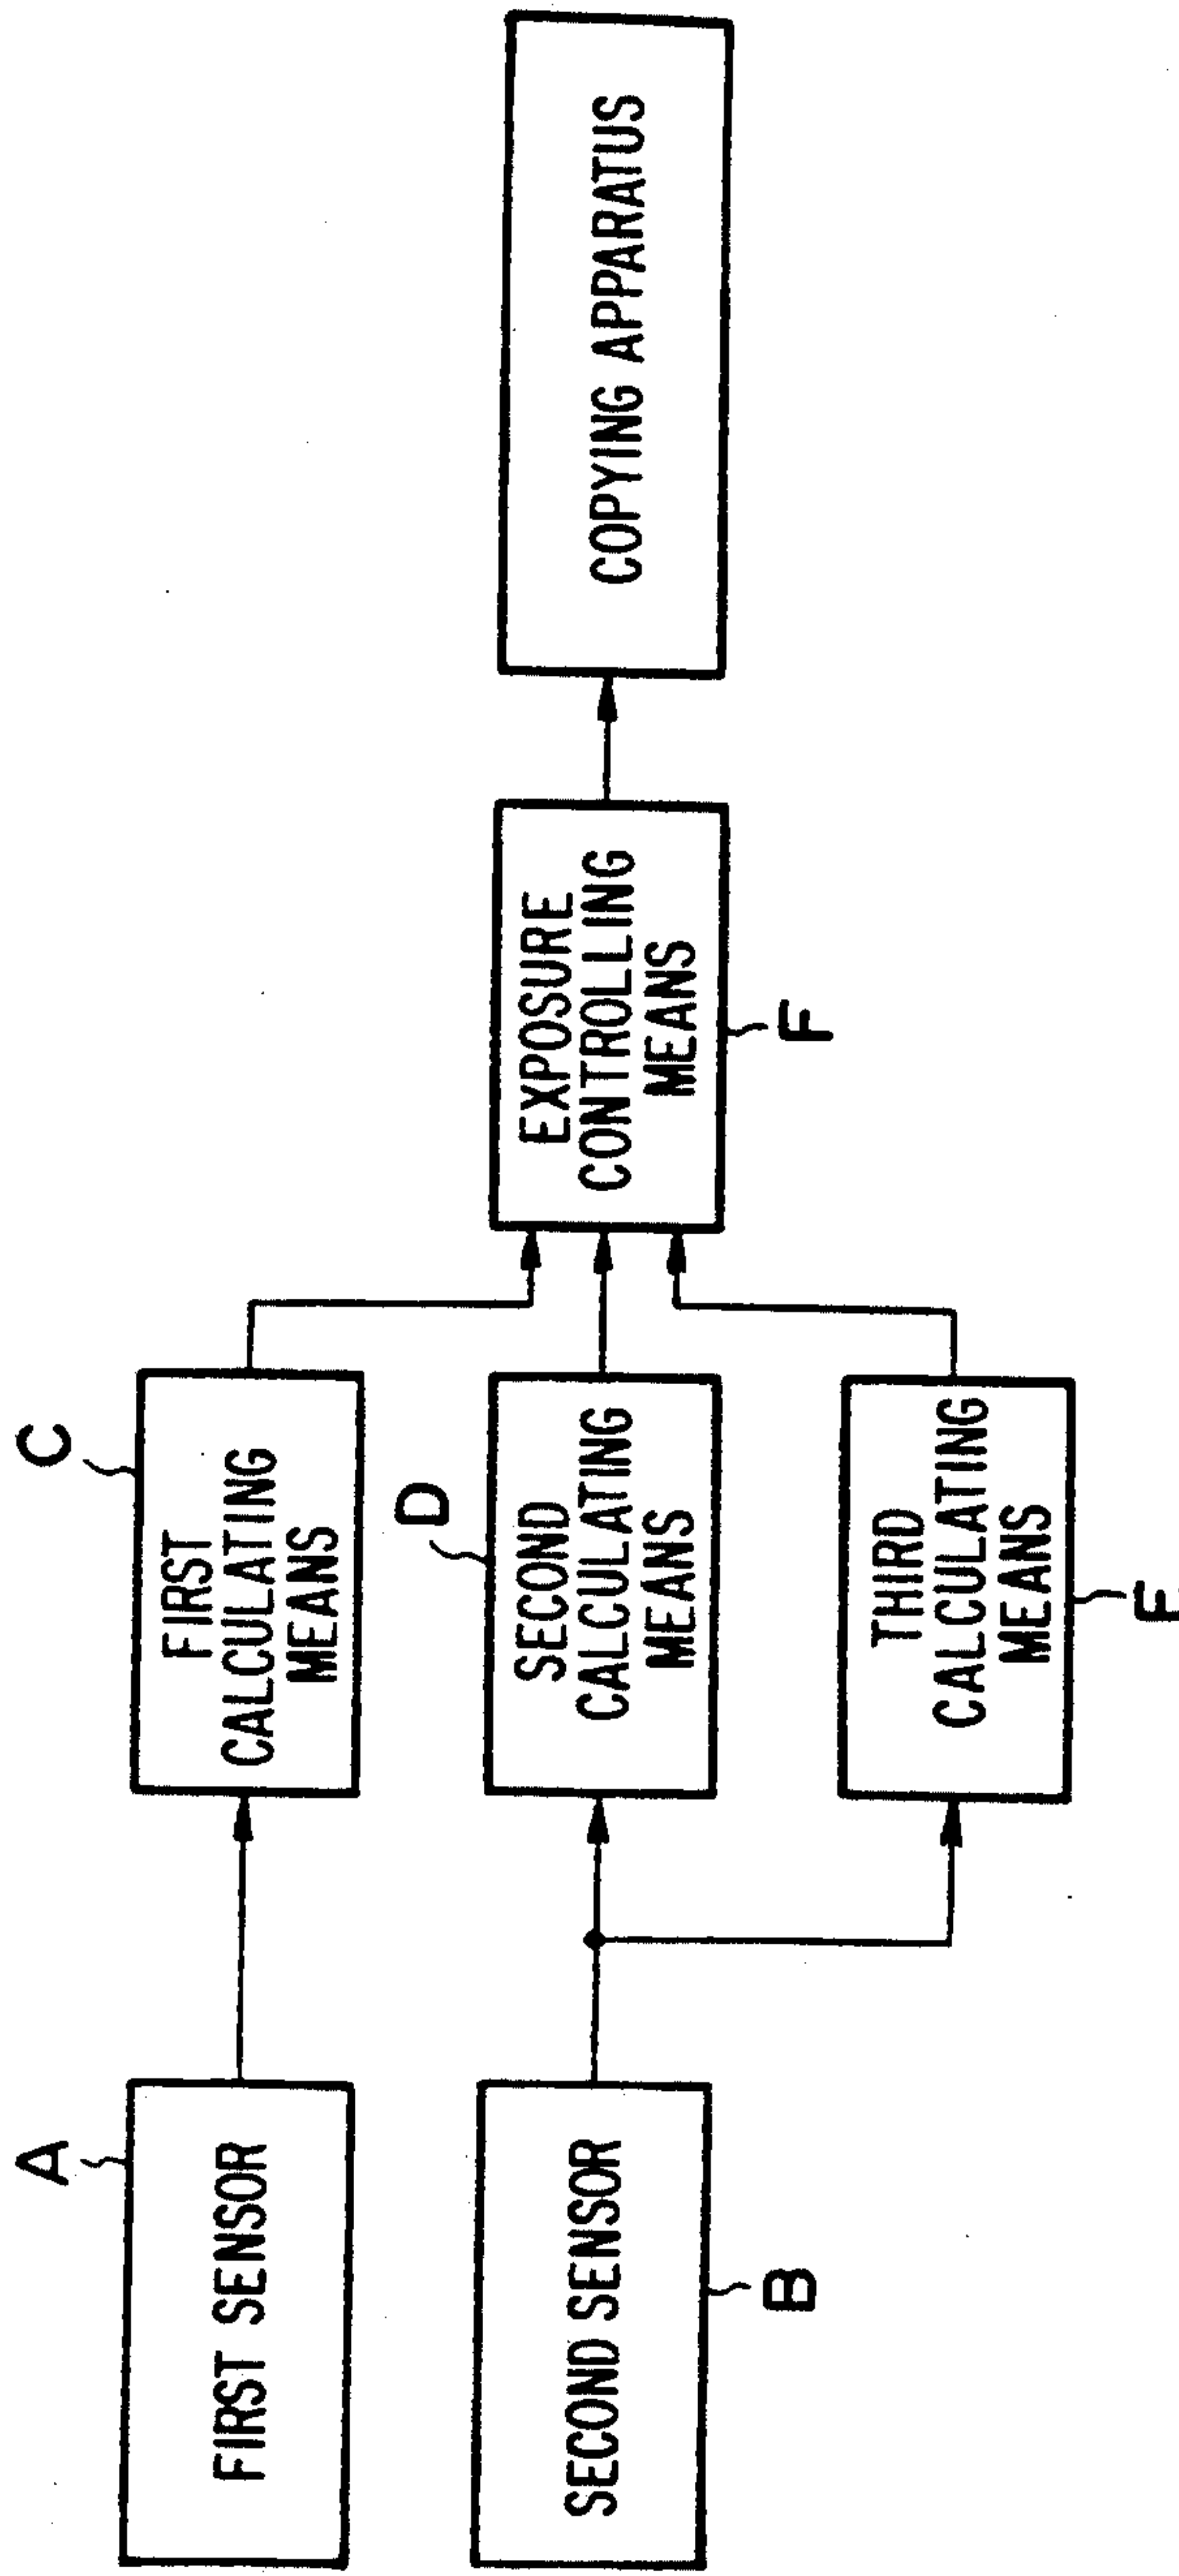 A
FIRST SENSOR
C
FIRST
CALCULATING
MEANS
SECOND SENSOR
B
D
SECOND
CALCULATING
MEANS
THIRD
CALCULATING
MEANS
E
EXPOSURE
CONTROLLING
MEANS
F
COPYING APPARATUS